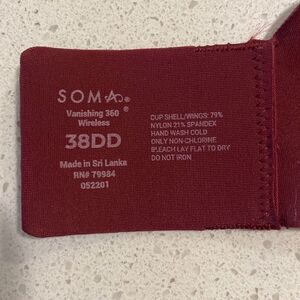 SOMA®
Vanishing 360®
Wireless
38DD
Made in Sri Lanka
RN# 79984
052201
CUP SHELL/WINGS: 79%
NYLON 21% SPANDEX
HAND WASH COLD
ONLY NON-CHLORINE
BLEACH LAY FLAT TO DRY
DO NOT IRON